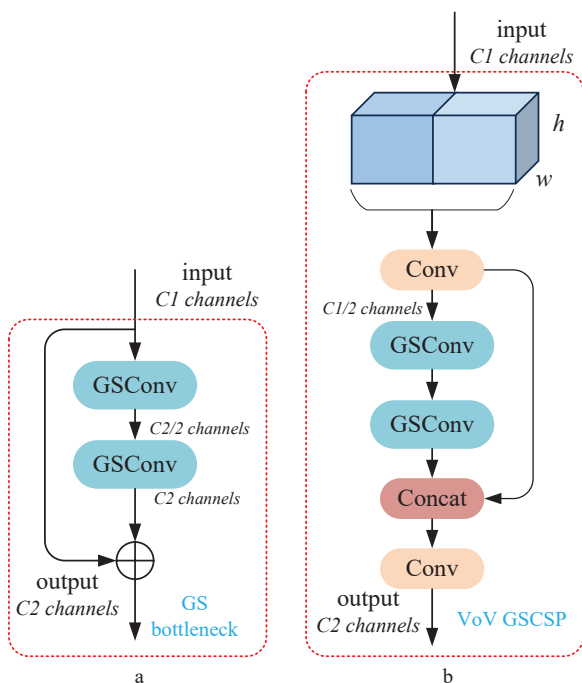 input
C1 channels
GSConv
C2/2 channels
GSConv
C2 channels
output
C2 channels
GS
bottleneck
a
input
C1 channels
h
w
Conv
C1/2 channels
GSConv
GSConv
Concat
Conv
output
C2 channels
VoV GSCSP
b